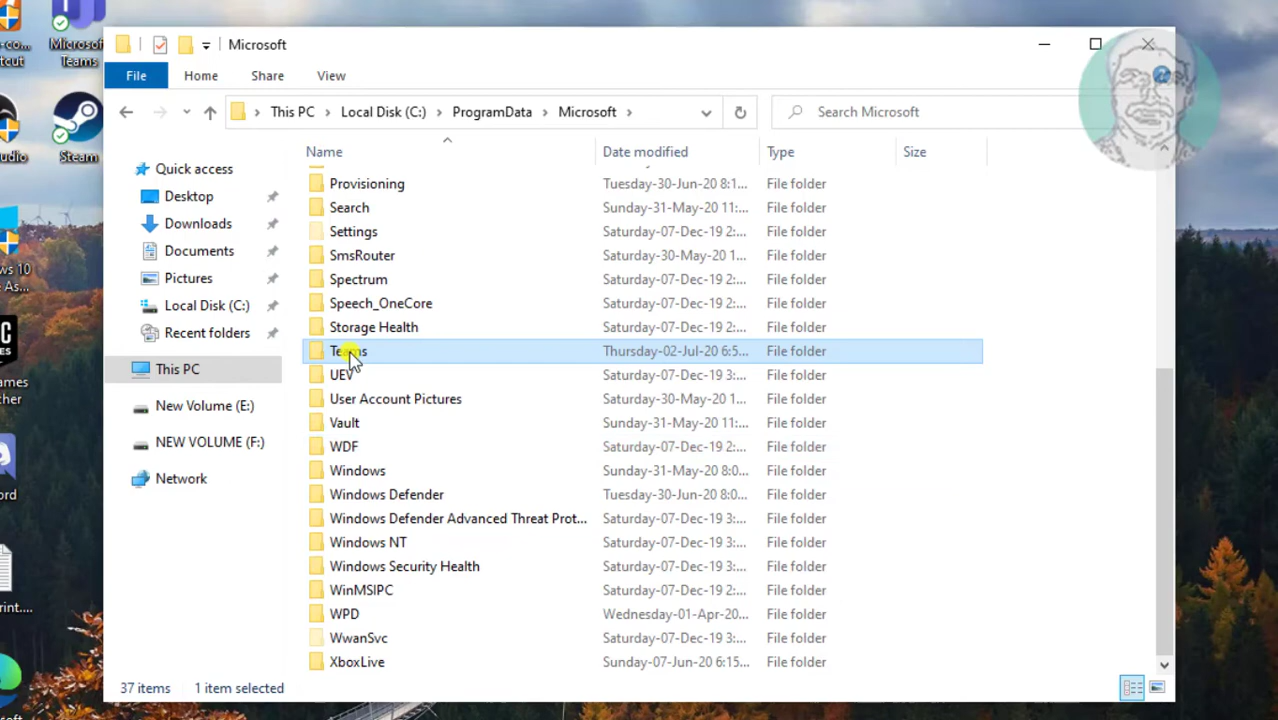 -co...
tcut
Microsoft
Teams
udio
Steam
ws 10
e As...
ames
cher
ord
rint....
Microsoft
File
Home
Share
View
This PC
Local Disk (C:)
ProgramData
Microsoft
Search Microsoft
Name
Date modified
Type
Size
Quick access
Desktop
Downloads
Documents
Pictures
Local Disk (C:)
Recent folders
This PC
New Volume (E:)
NEW VOLUME (F:)
Network
Provisioning Tuesday-30-Jun-20 8:1... File folder
Search Sunday-31-May-20 11:... File folder
Settings Saturday-07-Dec-19 2:... File folder
SmsRouter Saturday-30-May-20 1... File folder
Spectrum Saturday-07-Dec-19 2:... File folder
Speech_OneCore Saturday-07-Dec-19 2:... File folder
Storage Health Saturday-07-Dec-19 2:... File folder
Teams Thursday-02-Jul-20 6:5... File folder
UEV Saturday-07-Dec-19 3:... File folder
User Account Pictures Saturday-30-May-20 1... File folder
Vault Sunday-31-May-20 11:... File folder
WDF Saturday-07-Dec-19 2:... File folder
Windows Sunday-31-May-20 8:0... File folder
Windows Defender Tuesday-30-Jun-20 8:0... File folder
Windows Defender Advanced Threat Prot... Saturday-07-Dec-19 3:... File folder
Windows NT Saturday-07-Dec-19 3:... File folder
Windows Security Health Saturday-07-Dec-19 3:... File folder
WinMSIPC Saturday-07-Dec-19 2:... File folder
WPD Wednesday-01-Apr-20... File folder
WwanSvc Saturday-07-Dec-19 3:... File folder
XboxLive Sunday-07-Jun-20 6:15... File folder
37 items
1 item selected